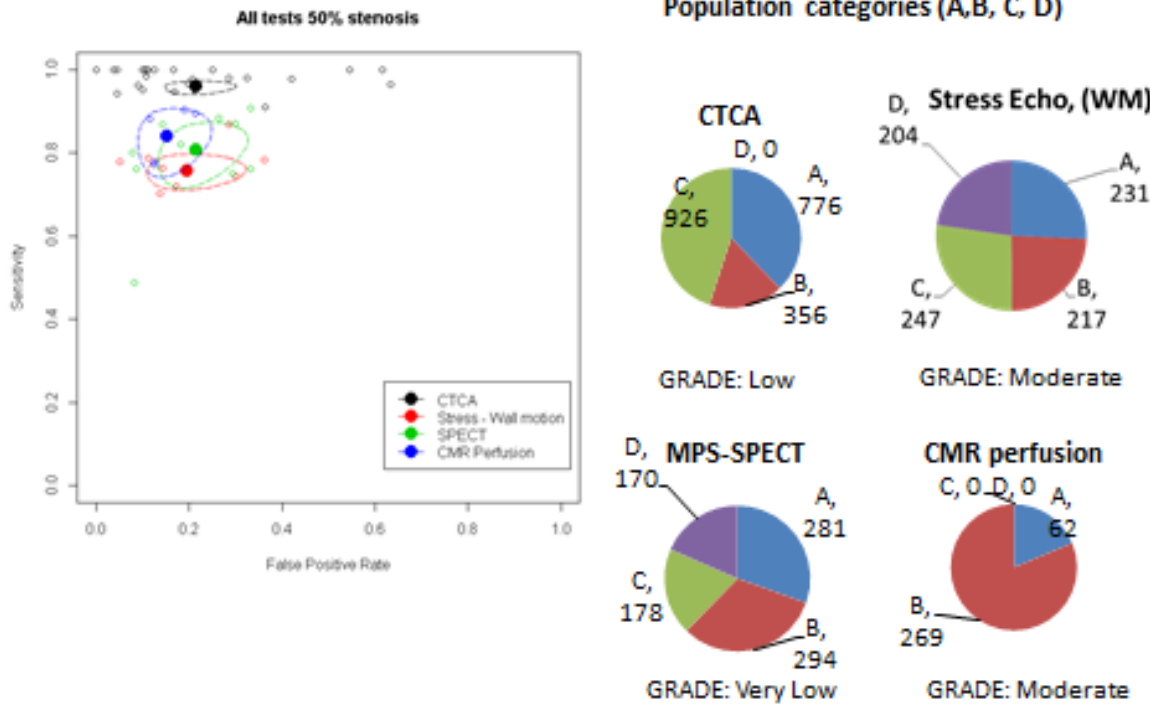 All tests 50% stenosis
Sensitivity
1.0
0.8
0.6
0.4
0.2
0.0
0.0
0.2
0.4
0.6
0.8
1.0
False Positive Rate
CTCA
Stress - Wall motion
SPECT
CMR Perfusion
Population categories (A,B, C, D)
CTCA
D, 0
A,
776
C,
926
B,
356
GRADE: Low
Stress Echo, (WM)
D,
204
A,
231
C,
247
B,
217
GRADE: Moderate
MPS-SPECT
D,
170
A,
281
C,
178
B,
294
GRADE: Very Low
CMR perfusion
C, 0 D, 0
A,
62
B,
269
GRADE: Moderate